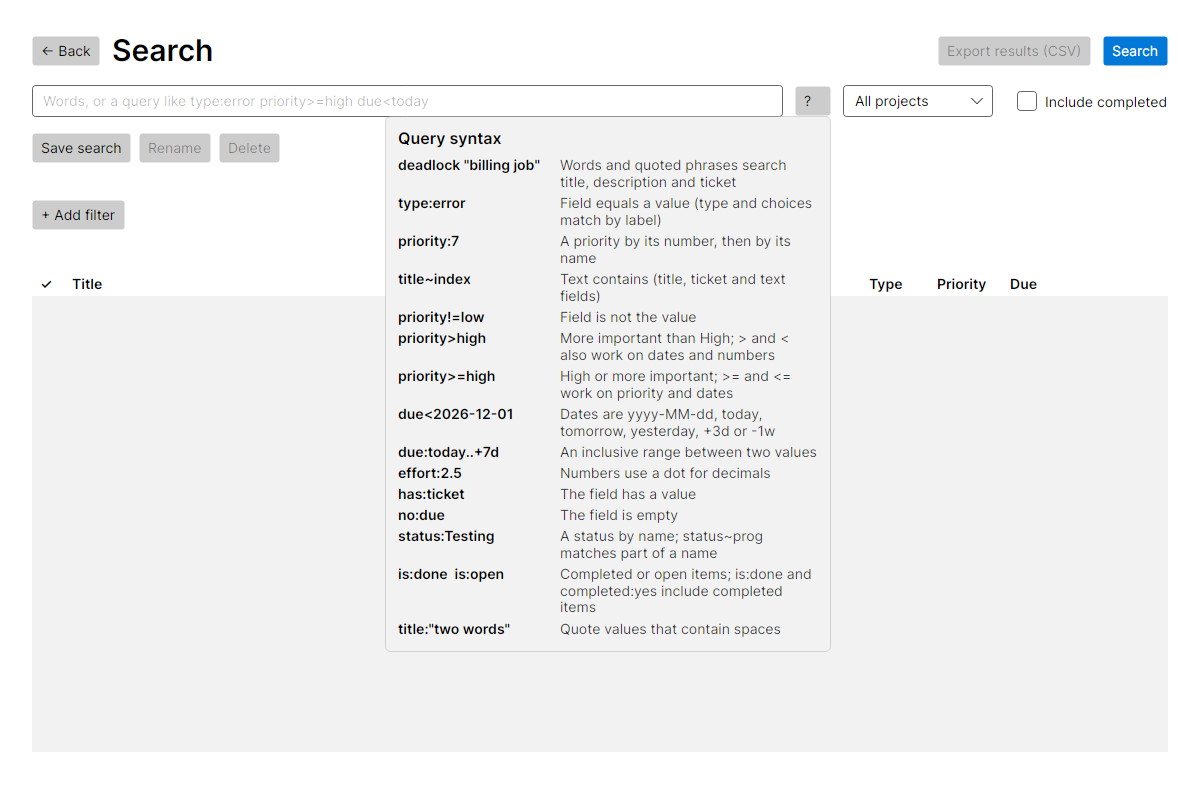 ← Back Search Export results (CSV) Search
Words, or a query like type:error priority>=high due<today ? All projects Include completed
Save search Rename Delete
+ Add filter
✓ Title Type Priority Due
Query syntax
deadlock "billing job" Words and quoted phrases search
title, description and ticket
type:error Field equals a value (type and choices
match by label)
priority:7 A priority by its number, then by its
name
title~index Text contains (title, ticket and text
fields)
priority!=low Field is not the value
priority>high More important than High; > and <
also work on dates and numbers
priority>=high High or more important; >= and <=
work on priority and dates
due<2026-12-01 Dates are yyyy-MM-dd, today,
tomorrow, yesterday, +3d or -1w
due:today..+7d An inclusive range between two values
effort:2.5 Numbers use a dot for decimals
has:ticket The field has a value
no:due The field is empty
status:Testing A status by name; status~prog
matches part of a name
is:done is:open Completed or open items; is:done and
completed:yes include completed
items
title:"two words" Quote values that contain spaces